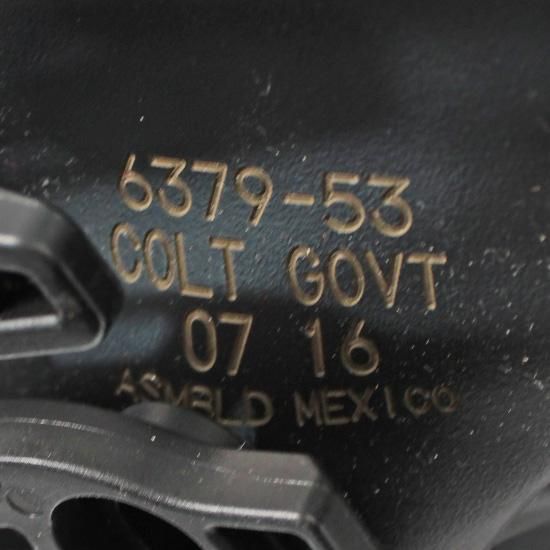 6379-53
COLT GOVT
07 16
ASMBLD MEXICO